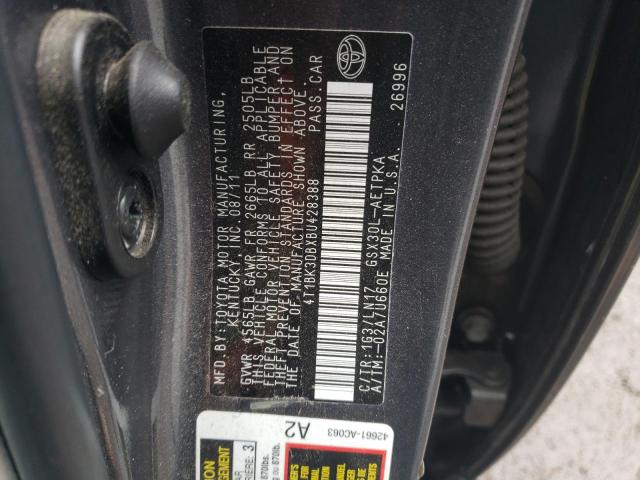 MFD. BY: TOYOTA MOTOR MANUFACTURING,
KENTUCKY, INC. 08/11
GVWR 4565LB GAWR FR 2665LB RR 2505LB
THIS VEHICLE CONFORMS TO ALL APPLICABLE
FEDERAL MOTOR VEHICLE SAFETY BUMPER AND
THEFT PREVENTION STANDARDS IN EFFECT ON
THE DATE OF MANUFACTURE SHOWN ABOVE.
4T1BK3DBXBU428388 PASS.CAR
C/TR: 1G3/LN17 GSX30L-AETPKA
A/TM:-02A/U660E MADE IN U.S.A. 26996
42661-AC063
A2